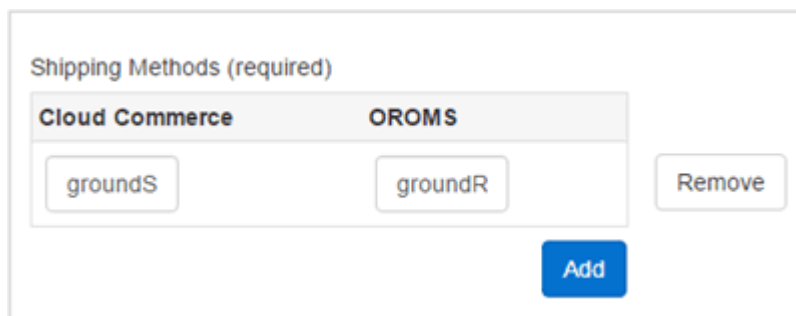 Shipping Methods (required)
Cloud Commerce OROMS
groundS groundR Remove
Add